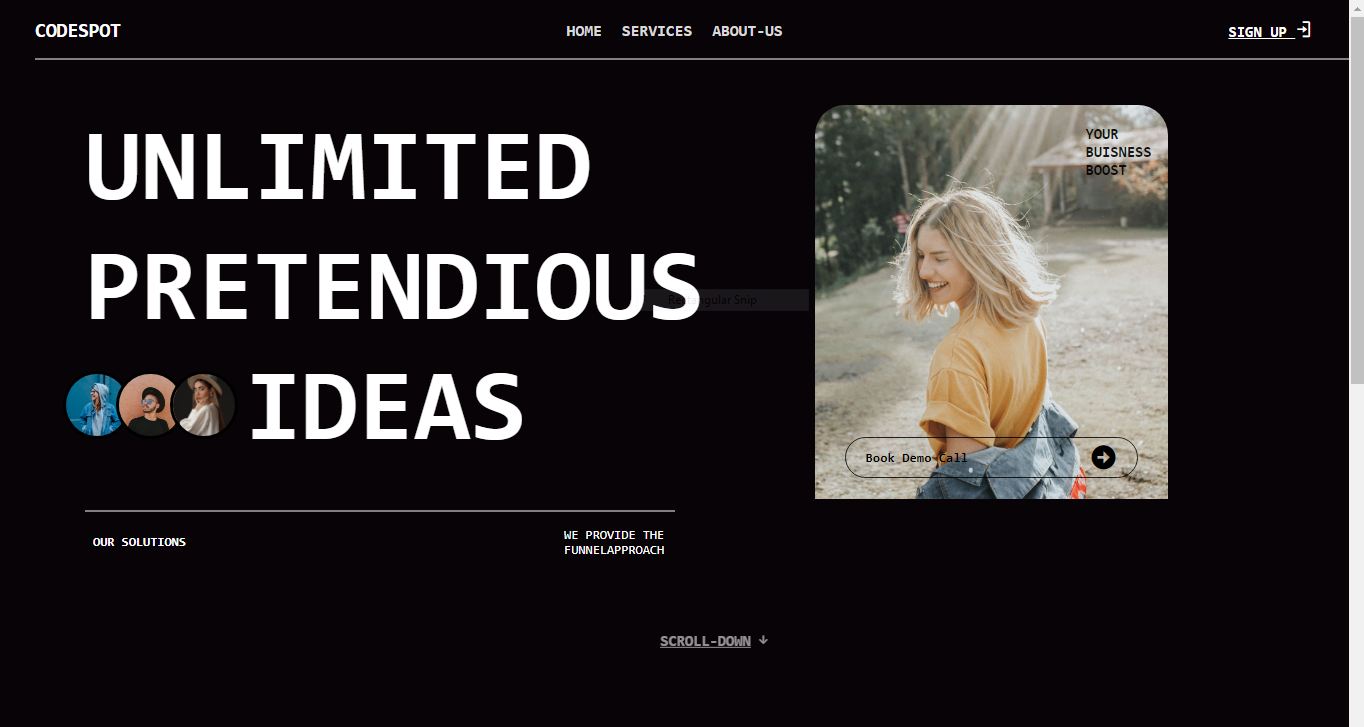 CODESPOT
HOME SERVICES ABOUT-US
SIGN UP
UNLIMITED
PRETENDIOUS
IDEAS
YOUR
BUISNESS
BOOST
Rectangular Snip
Book Demo Call
OUR SOLUTIONS
WE PROVIDE THE
FUNNELAPPROACH
SCROLL-DOWN